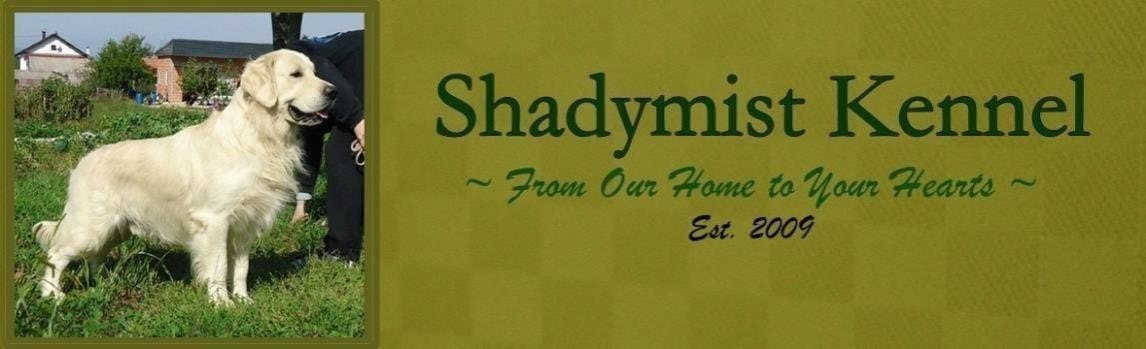 Shadymist Kennel
~ From Our Home to Your Hearts ~
Est. 2009